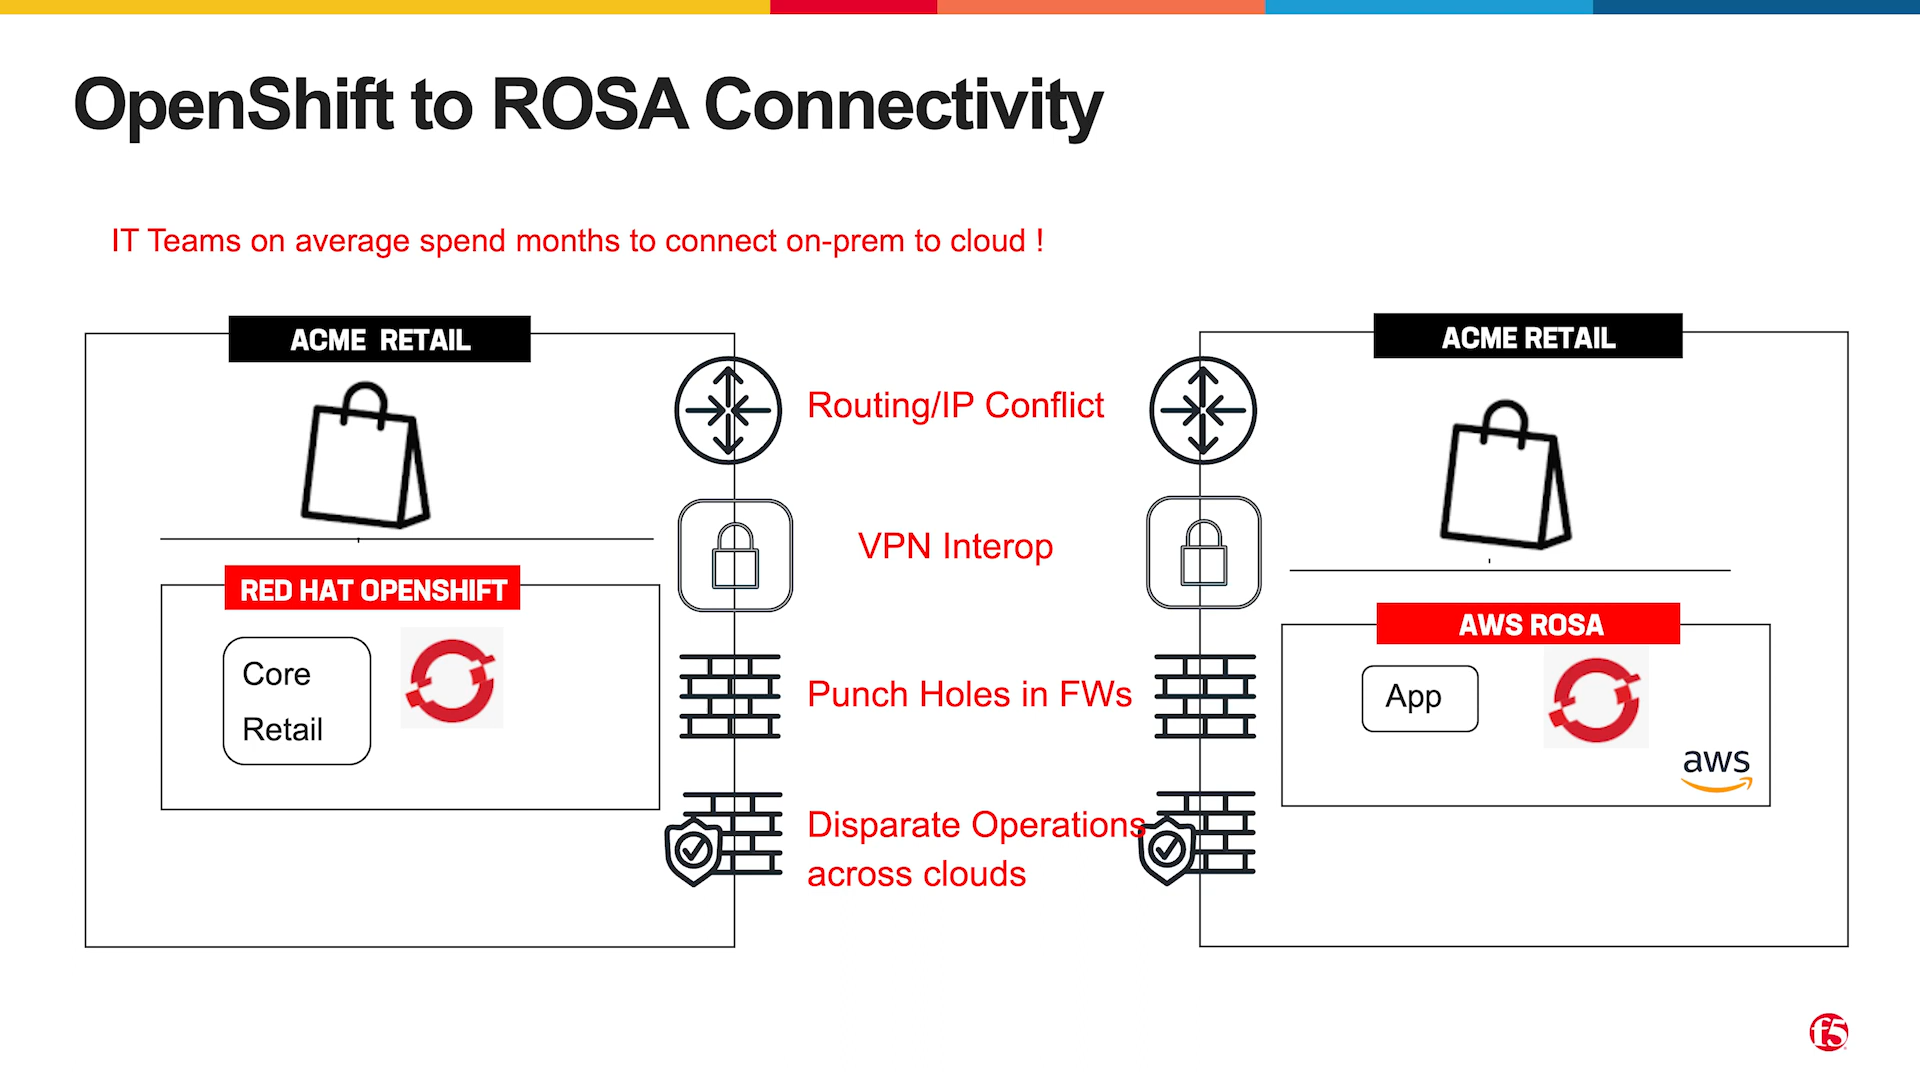 OpenShift to ROSA Connectivity
IT Teams on average spend months to connect on-prem to cloud !
ACME RETAIL
RED HAT OPENSHIFT
Core
Retail
Routing/IP Conflict
VPN Interop
Punch Holes in FWs
Disparate Operations
across clouds
ACME RETAIL
AWS ROSA
App
aws
f5